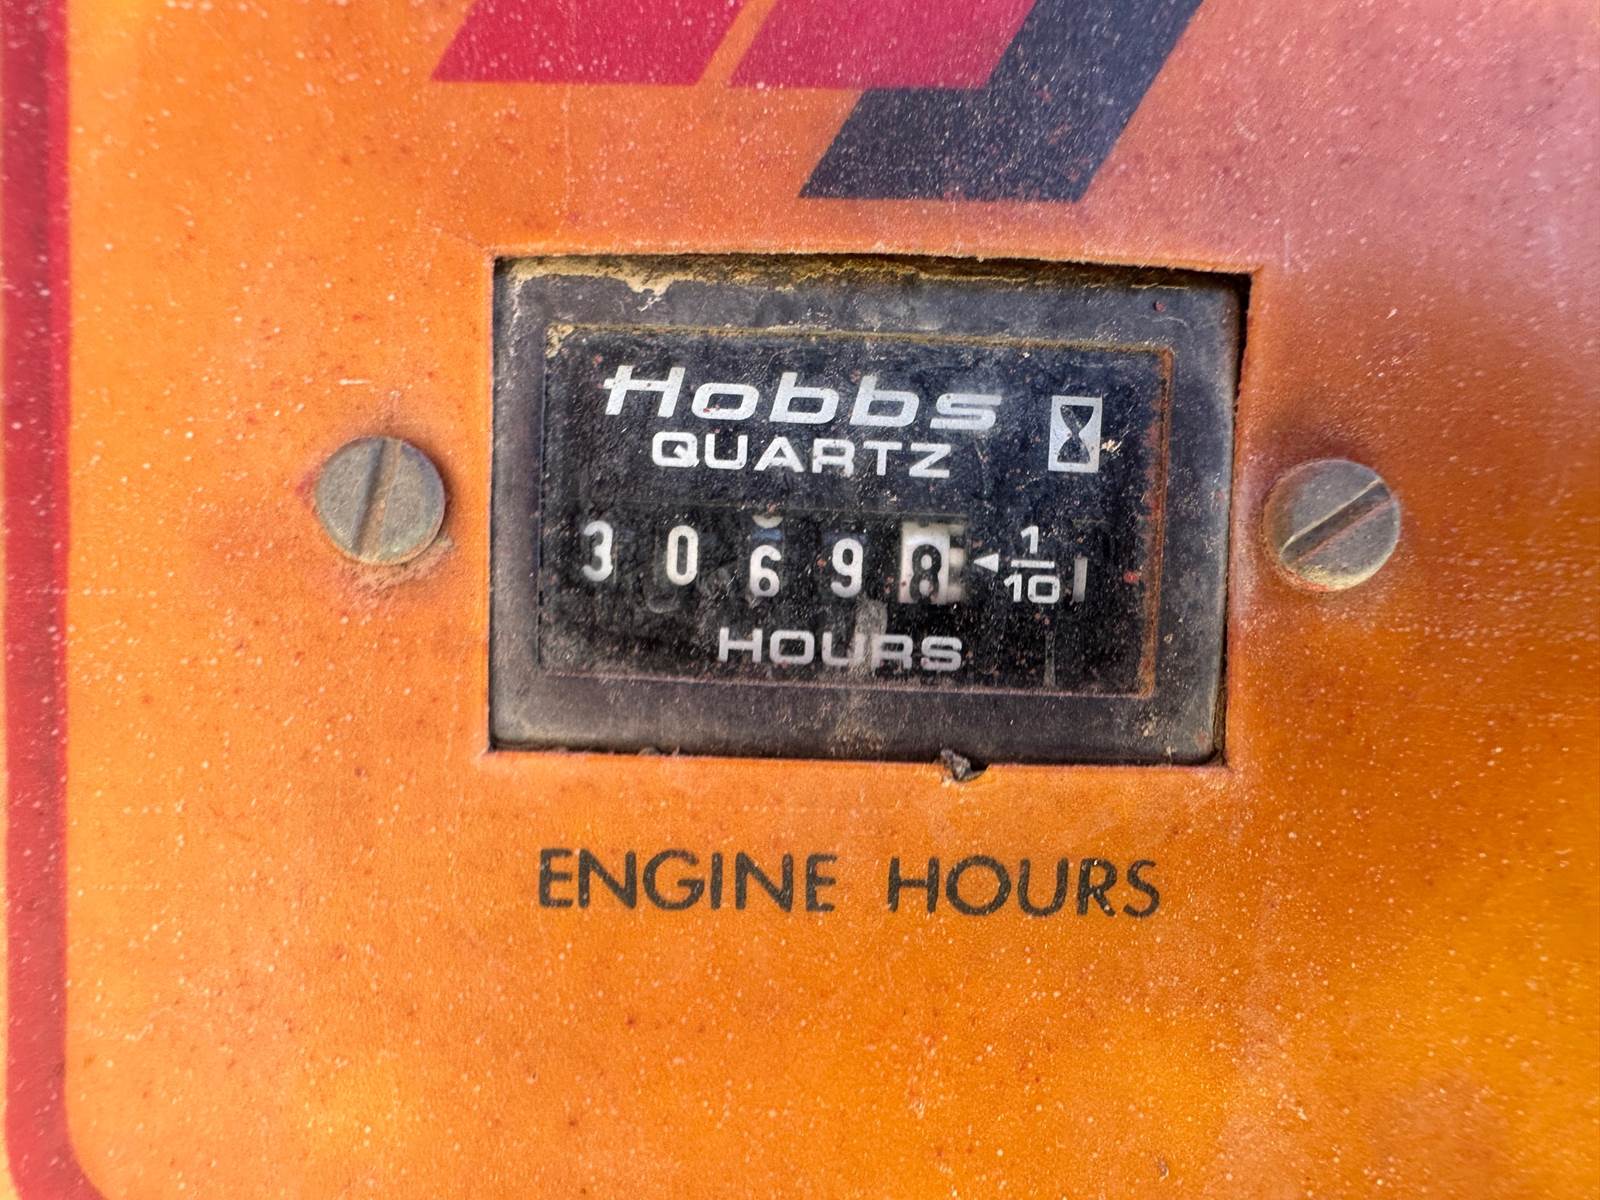 Hobbs
QUARTZ
3 0 6 9 8 1/10
HOURS
ENGINE HOURS